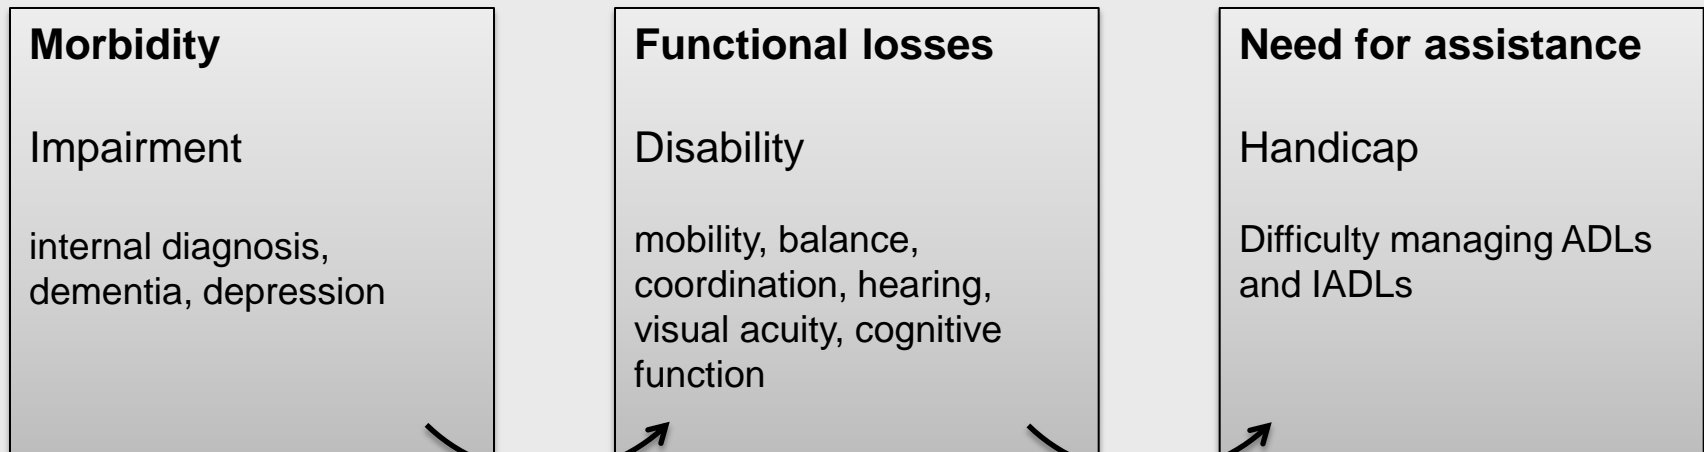 Morbidity
Impairment
internal diagnosis,
dementia, depression
Functional losses
Disability
mobility, balance,
coordination, hearing,
visual acuity, cognitive
function
Need for assistance
Handicap
Difficulty managing ADLs
and IADLs